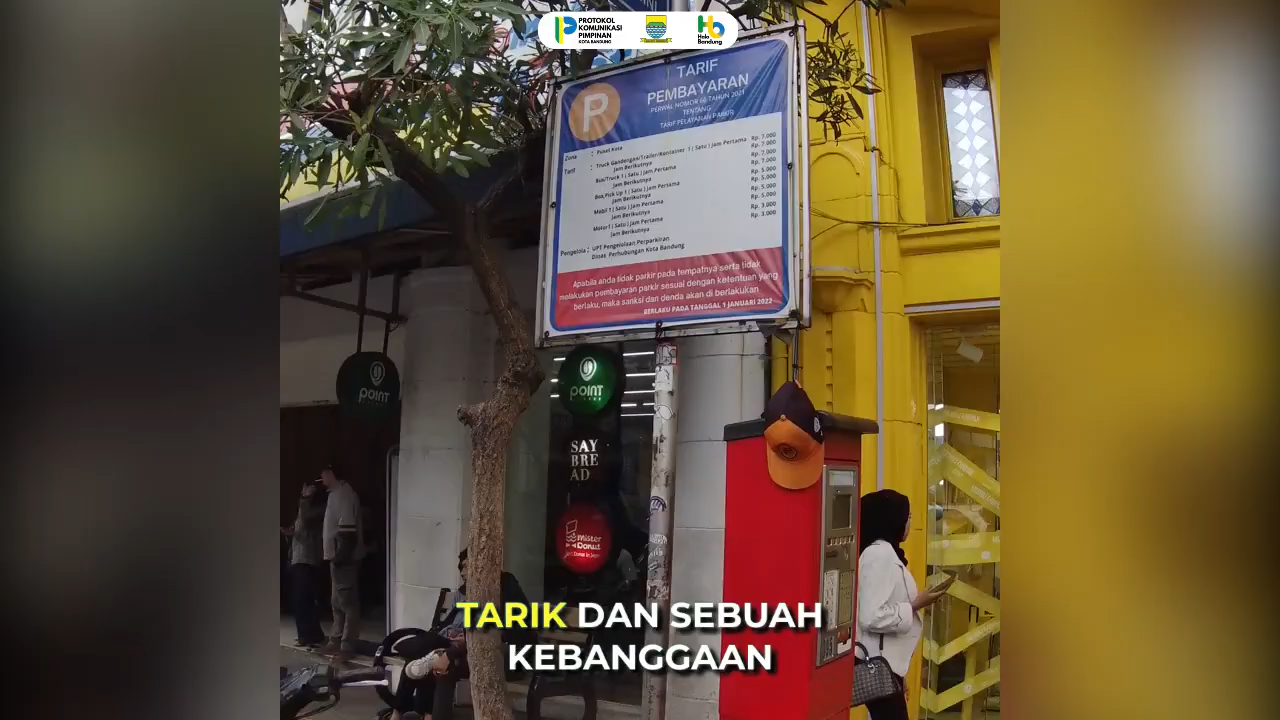 PROTOKOL
KOMUNIKASI
PIMPINAN
KOTA BANDUNG
Halo
Bandung
TARIF
PEMBAYARAN
PERWAL NOMOR 66 TAHUN 2021
TENTANG
TARIF PELAYANAN PARKIR
P
Zona : Pusat Kota
Tarif : Truck Gandengan/Trailer/Kontainer 1 ( Satu ) Jam Pertama Rp. 7.000
Jam Berikutnya Rp. 7.000
Bus/Truck 1 ( Satu ) Jam Pertama Rp. 7.000
Jam Berikutnya Rp. 7.000
Box,Pick Up 1 ( Satu ) Jam Pertama Rp. 5.000
Jam Berikutnya Rp. 5.000
Mobil 1 ( Satu ) Jam Pertama Rp. 5.000
Jam Berikutnya Rp. 5.000
Motor1 ( Satu ) Jam Pertama Rp. 3.000
Jam Berikutnya Rp. 3.000
Pengelola : UPT Pengelolaan Perparkiran
Dinas Perhubungan Kota Bandung
Apabila anda tidak parkir pada tempatnya serta tidak
melakukan pembayaran parkir sesuai dengan ketentuan yang
berlaku, maka sanksi dan denda akan di berlakukan
BERLAKU PADA TANGGAL 1 JANUARI 2022
POINT
POINT
SAY
BRE
AD
Mister
Donut
TARIK DAN SEBUAH
KEBANGGAAN